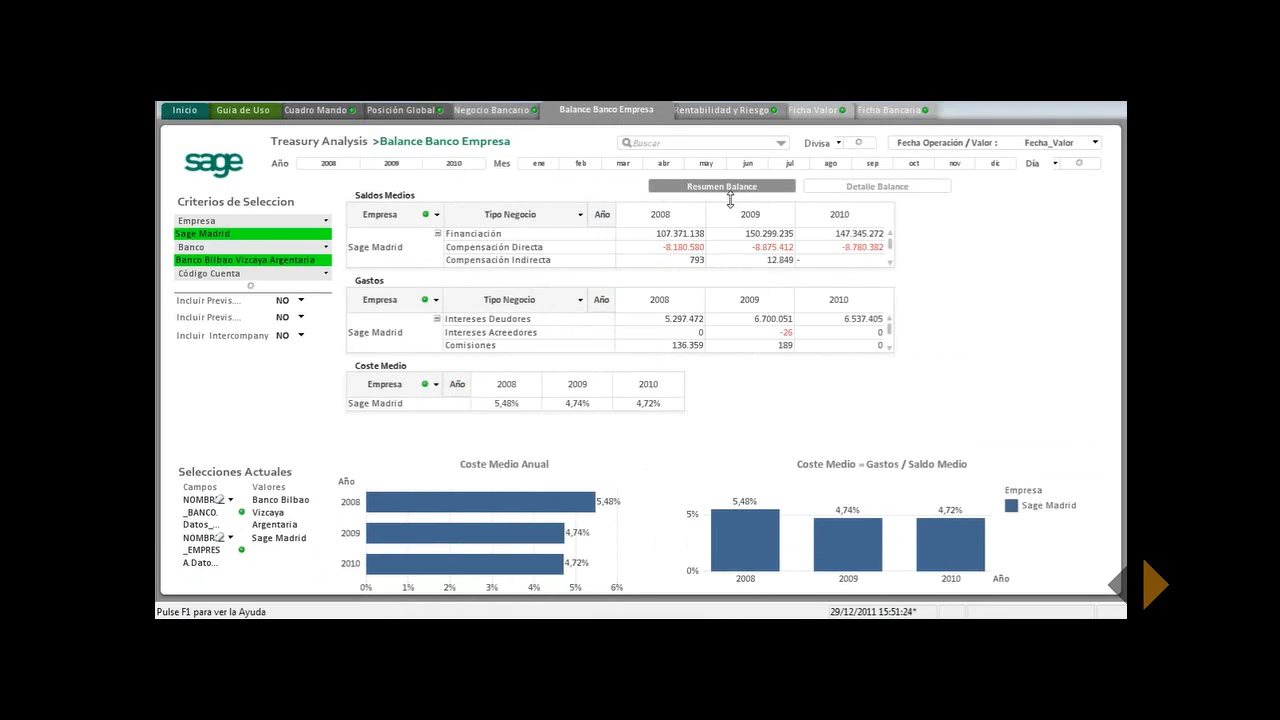 Inicio Guía de Uso Cuadro Mando Posición Global Negocio Bancario Balance Banco Empresa Rentabilidad y Riesgo Ficha Valor Ficha Bancaria
Treasury Analysis >Balance Banco Empresa
Buscar
Divisa
Fecha Operación / Valor : Fecha_Valor
sage
Año 2008 2009 2010 Mes ene feb mar abr may jun jul ago sep oct nov dic Día
Resumen Balance Detalle Balance
Criterios de Seleccion
Empresa
Sage Madrid
Banco
Banco Bilbao Vizcaya Argentaria
Código Cuenta
Incluir Previs.... NO
Incluir Previs.... NO
Incluir Intercompany NO
Saldos Medios
Empresa Tipo Negocio Año 2008 2009 2010
Financiación 107.371.138 150.299.235 147.345.272
Sage Madrid Compensación Directa -8.180.580 -8.875.412 -8.780.382
Compensación Indirecta 793 12.849 -
Gastos
Empresa Tipo Negocio Año 2008 2009 2010
Intereses Deudores 5.297.472 6.700.051 6.537.405
Sage Madrid Intereses Acreedores 0 -26 0
Comisiones 136.359 189 0
Coste Medio
Empresa Año 2008 2009 2010
Sage Madrid 5,48% 4,74% 4,72%
Selecciones Actuales
Campos Valores
NOMBR... Banco Bilbao
_BANCO. Vizcaya
Datos_... Argentaria
NOMBR... Sage Madrid
_EMPRES
A.Dato...
Coste Medio Anual
Año
2008 5,48%
2009 4,74%
2010 4,72%
0% 1% 2% 3% 4% 5% 6%
Coste Medio = Gastos / Saldo Medio
5,48% 4,74% 4,72%
5%
0%
2008 2009 2010 Año
Empresa
Sage Madrid
Pulse F1 para ver la Ayuda
29/12/2011 15:51:24*